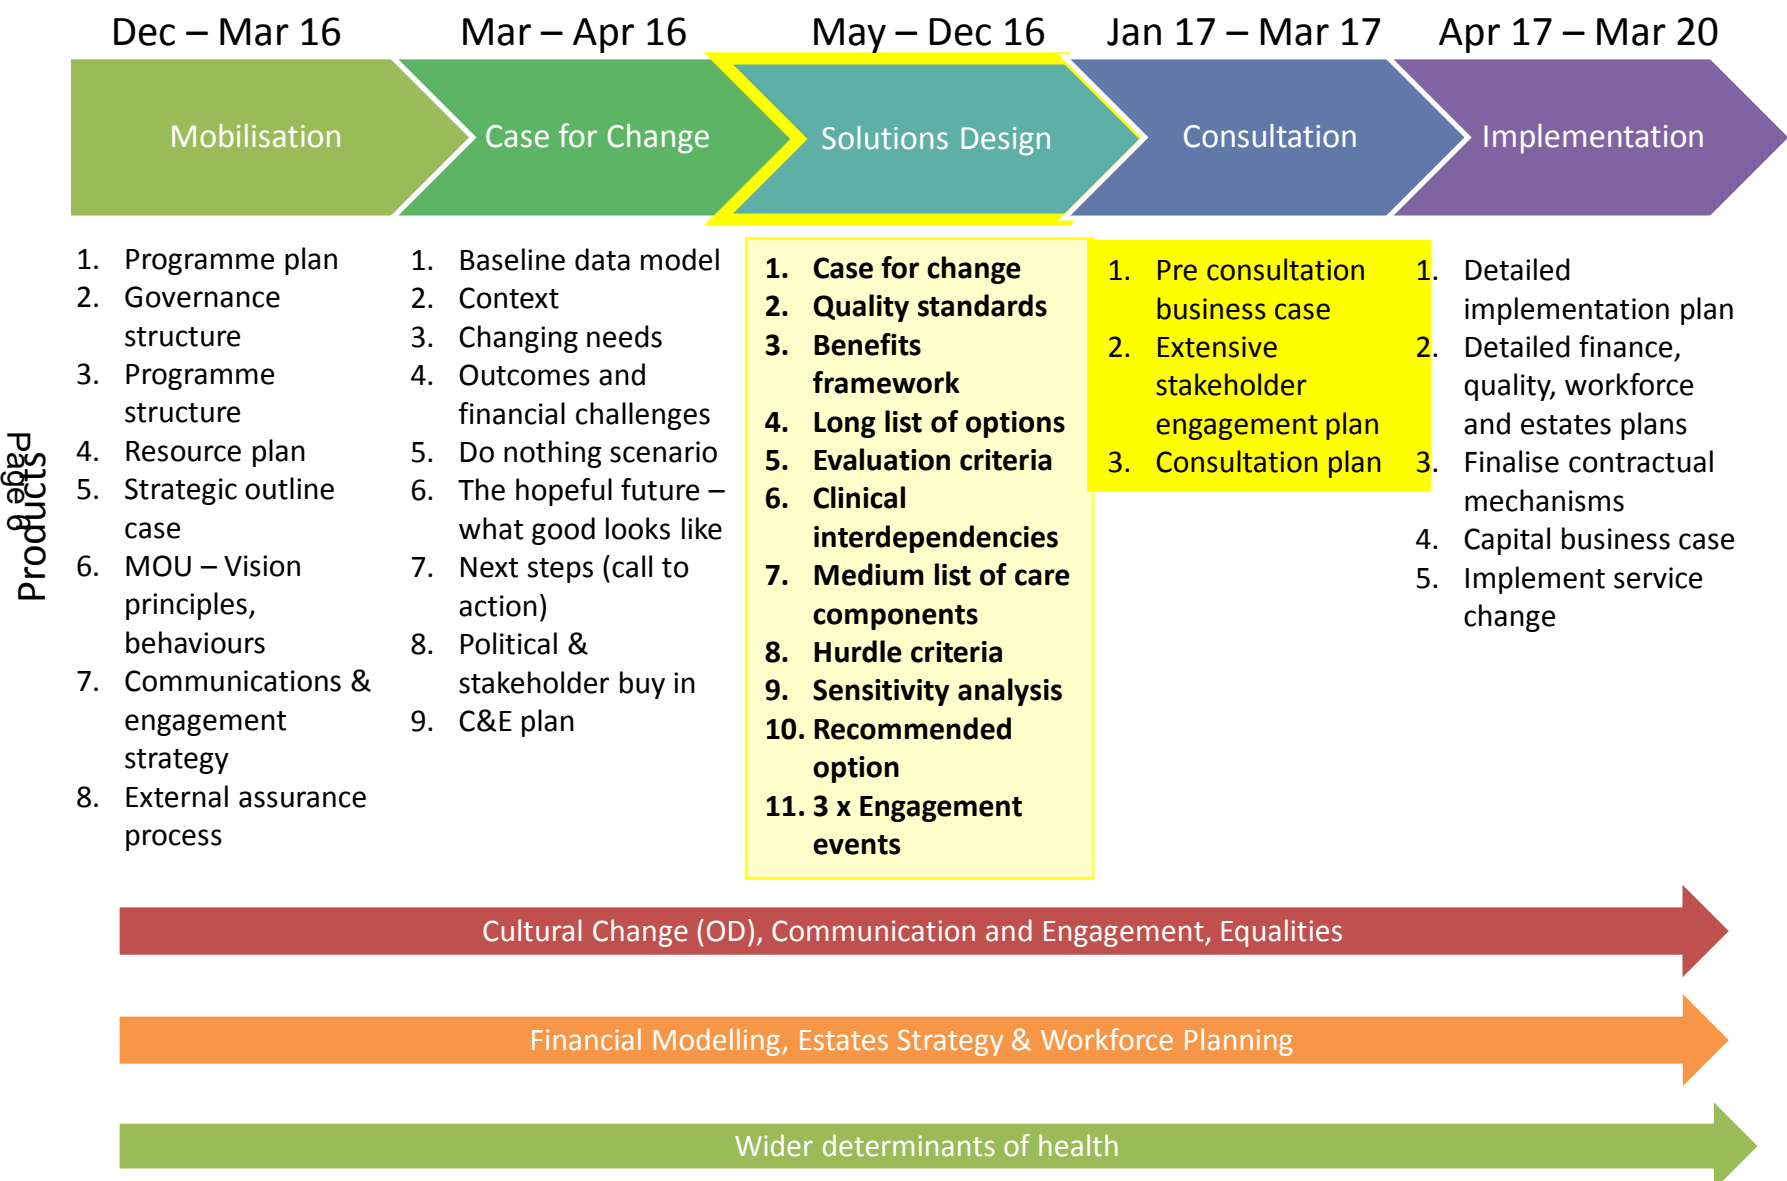 Dec – Mar 16
Mar – Apr 16
May – Dec 16
Jan 17 – Mar 17
Apr 17 – Mar 20
Mobilisation
Case for Change
Solutions Design
Consultation
Implementation
Products
Page 6
1. Programme plan
2. Governance
structure
3. Programme
structure
4. Resource plan
5. Strategic outline
case
6. MOU – Vision
principles,
behaviours
7. Communications &
engagement
strategy
8. External assurance
process
1. Baseline data model
2. Context
3. Changing needs
4. Outcomes and
financial challenges
5. Do nothing scenario
6. The hopeful future –
what good looks like
7. Next steps (call to
action)
8. Political &
stakeholder buy in
9. C&E plan
1. Case for change
2. Quality standards
3. Benefits
framework
4. Long list of options
5. Evaluation criteria
6. Clinical
interdependencies
7. Medium list of care
components
8. Hurdle criteria
9. Sensitivity analysis
10. Recommended
option
11. 3 x Engagement
events
1. Pre consultation
business case
2. Extensive
stakeholder
engagement plan
3. Consultation plan
1. Detailed
implementation plan
2. Detailed finance,
quality, workforce
and estates plans
3. Finalise contractual
mechanisms
4. Capital business case
5. Implement service
change
Cultural Change (OD), Communication and Engagement, Equalities
Financial Modelling, Estates Strategy & Workforce Planning
Wider determinants of health